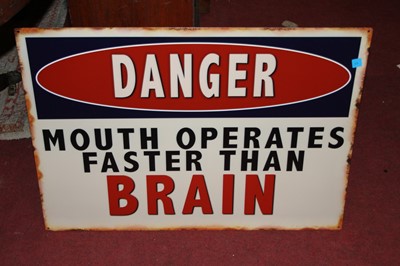 DANGER
MOUTH OPERATES
FASTER THAN
BRAIN